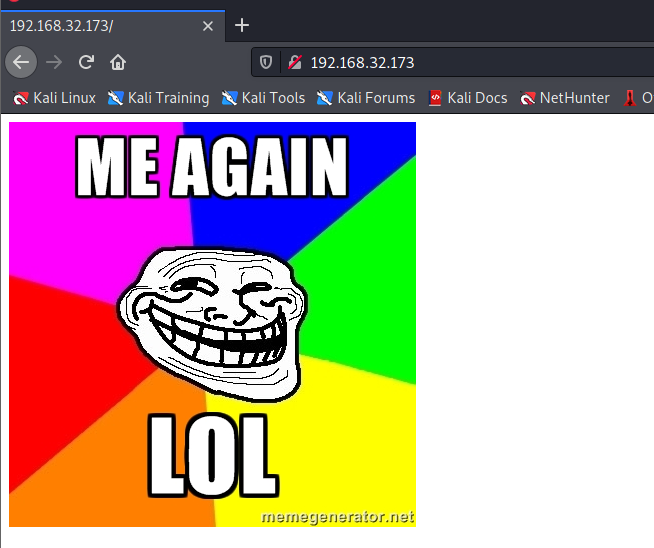 192.168.32.173/
192.168.32.173
Kali Linux Kali Training Kali Tools Kali Forums Kali Docs NetHunter O
ME AGAIN
LOL
memegenerator.net